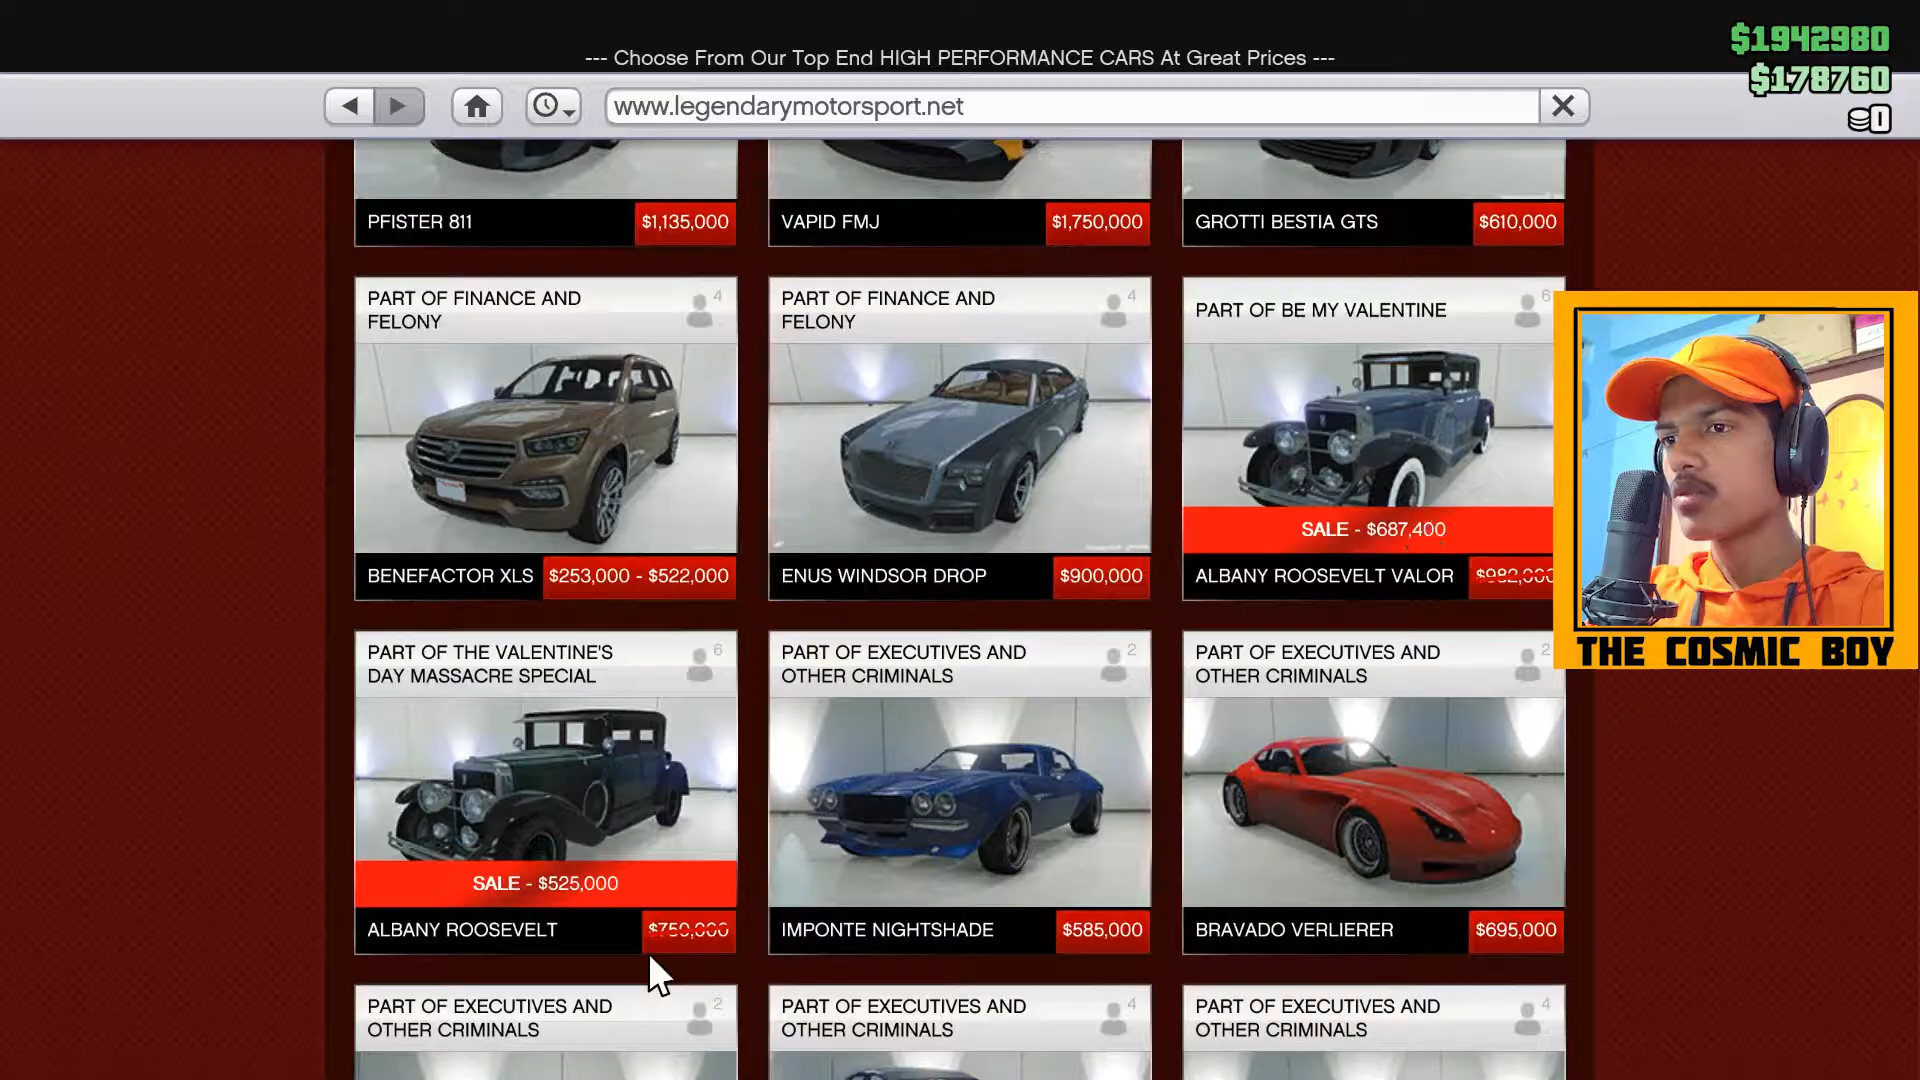 --- Choose From Our Top End HIGH PERFORMANCE CARS At Great Prices ---
$1942980
$178760
0
www.legendarymotorsport.net
PFISTER 811 $1,135,000
VAPID FMJ $1,750,000
GROTTI BESTIA GTS $610,000
PART OF FINANCE AND
FELONY
4
PART OF FINANCE AND
FELONY
4
PART OF BE MY VALENTINE
6
SALE - $687,400
BENEFACTOR XLS $253,000 - $522,000
ENUS WINDSOR DROP $900,000
ALBANY ROOSEVELT VALOR $982,000
THE COSMIC BOY
PART OF THE VALENTINE'S
DAY MASSACRE SPECIAL
6
PART OF EXECUTIVES AND
OTHER CRIMINALS
2
PART OF EXECUTIVES AND
OTHER CRIMINALS
2
SALE - $525,000
ALBANY ROOSEVELT $750,000
IMPONTE NIGHTSHADE $585,000
BRAVADO VERLIERER $695,000
PART OF EXECUTIVES AND
OTHER CRIMINALS
2
PART OF EXECUTIVES AND
OTHER CRIMINALS
4
PART OF EXECUTIVES AND
OTHER CRIMINALS
4